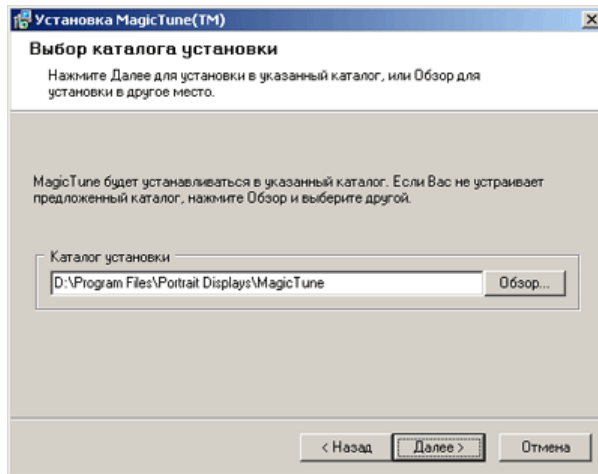 Установка MagicTune(TM)
Выбор каталога установки
Нажмите Далее для установки в указанный каталог, или Обзор для
установки в другое место.
MagicTune будет устанавливаться в указанный каталог. Если Вас не устраивает
предложенный каталог, нажмите Обзор и выберите другой.
Каталог установки
D:\Program Files\Portrait Displays\MagicTune
Обзор...
< Назад
Далее >
Отмена